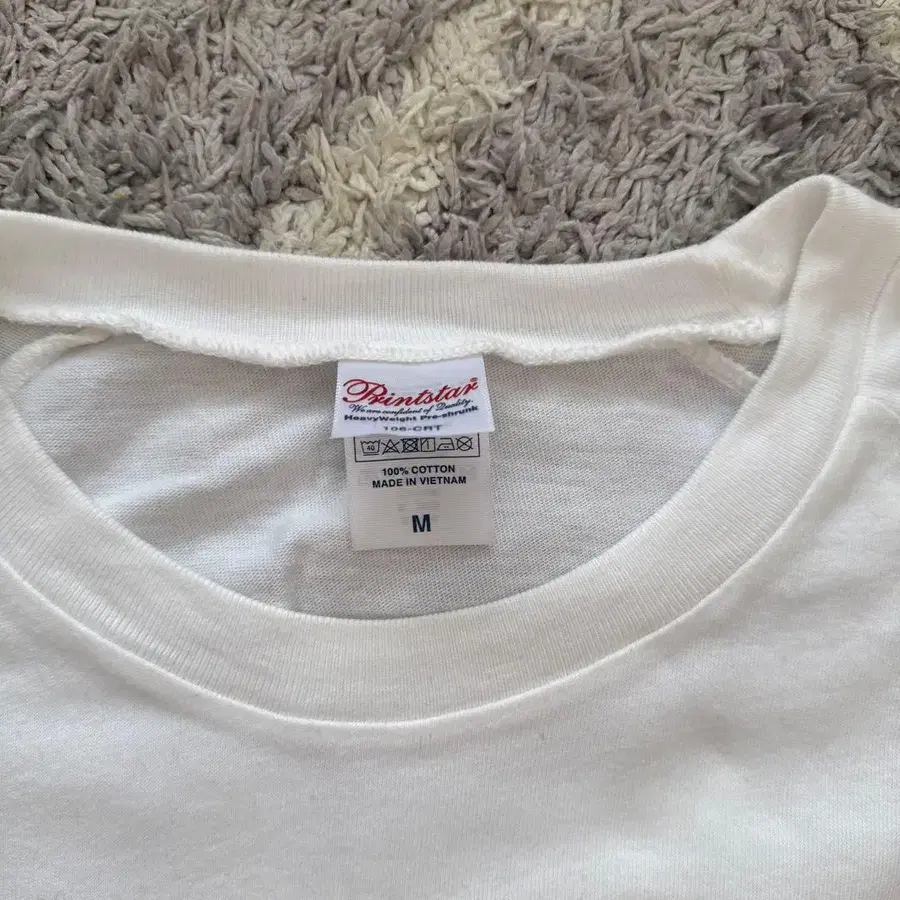 Printstar®
We are confident of Quality.
HeavyWeight Pre-shrunk
106-CRT
40
100% COTTON
MADE IN VIETNAM
M